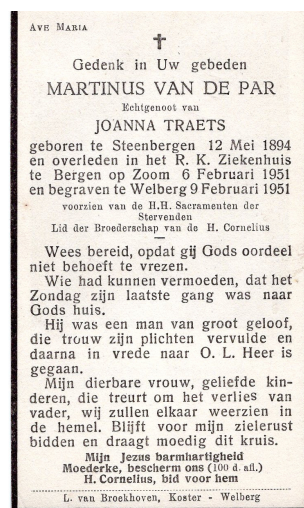 AVE MARIA
Gedenk in Uw gebeden
MARTINUS VAN DE PAR
Echtgenoot van
JOANNA TRAETS
geboren te Steenbergen 12 Mei 1894
en overleden in het R. K. Ziekenhuis
te Bergen op Zoom 6 Februari 1951
en begraven te Welberg 9 Februari 1951
voorzien van de H.H. Sacramenten der
Stervenden
Lid der Broederschap van de H. Cornelius
Wees bereid, opdat gij Gods oordeel
niet behoeft te vrezen.
Wie had kunnen vermoeden, dat het
Zondag zijn laatste gang was naar
Gods huis.
Hij was een man van groot geloof,
die trouw zijn plichten vervulde en
daarna in vrede naar O. L. Heer is
gegaan.
Mijn dierbare vrouw, geliefde kin-
deren, die treurt om het verlies van
vader, wij zullen elkaar weerzien in
de hemel. Blijft voor mijn zielerust
bidden en draagt moedig dit kruis.
Mijn Jezus barmhartigheid
Moederke, bescherm ons (100 d. afl.)
H. Cornelius, bid voor hem
L. van Broekhoven, Koster - Welberg